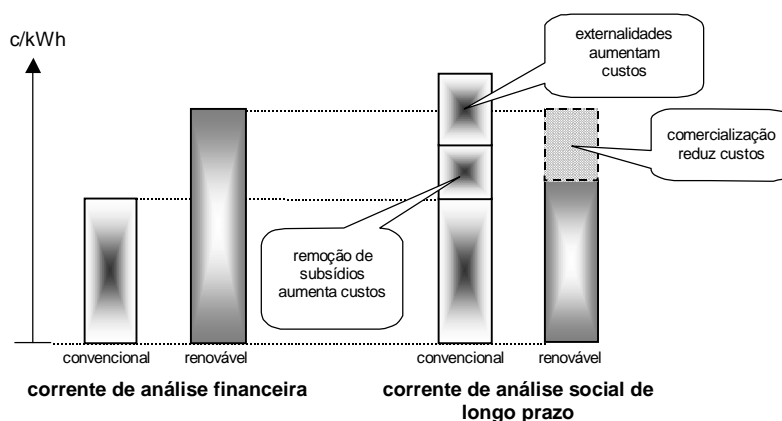 c/kWh
externalidades
aumentam
custos
comercialização
reduz custos
remoção de
subsídios
aumenta custos
convencional
renovável
convencional
renovável
corrente de análise financeira
corrente de análise social de
longo prazo